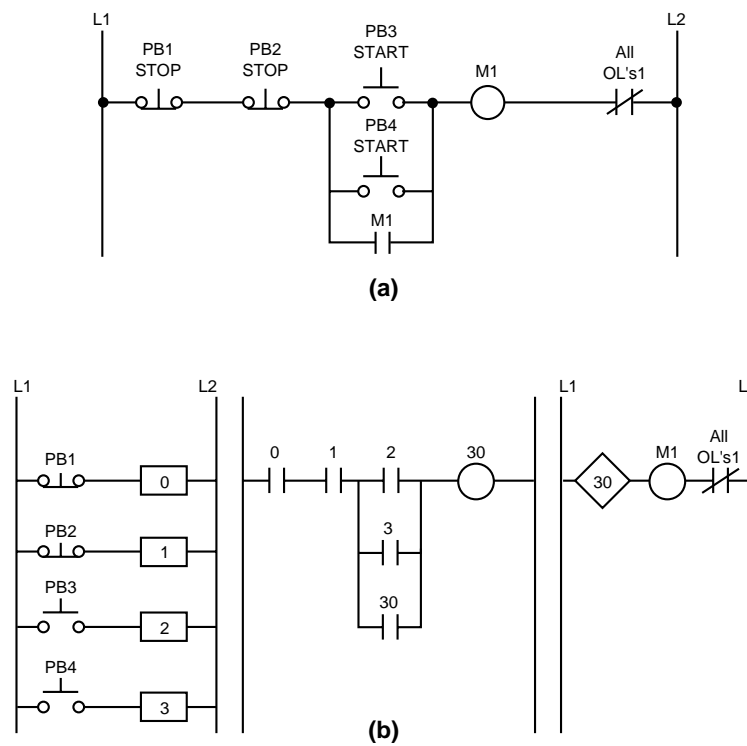 L1
L2
PB1
STOP
PB2
STOP
PB3
START
M1
All
OL's1
PB4
START
M1
(a)
L1
L2
L1
L
PB1
0
PB2
1
PB3
2
PB4
3
0
1
2
30
3
30
30
M1
All
OL's1
(b)